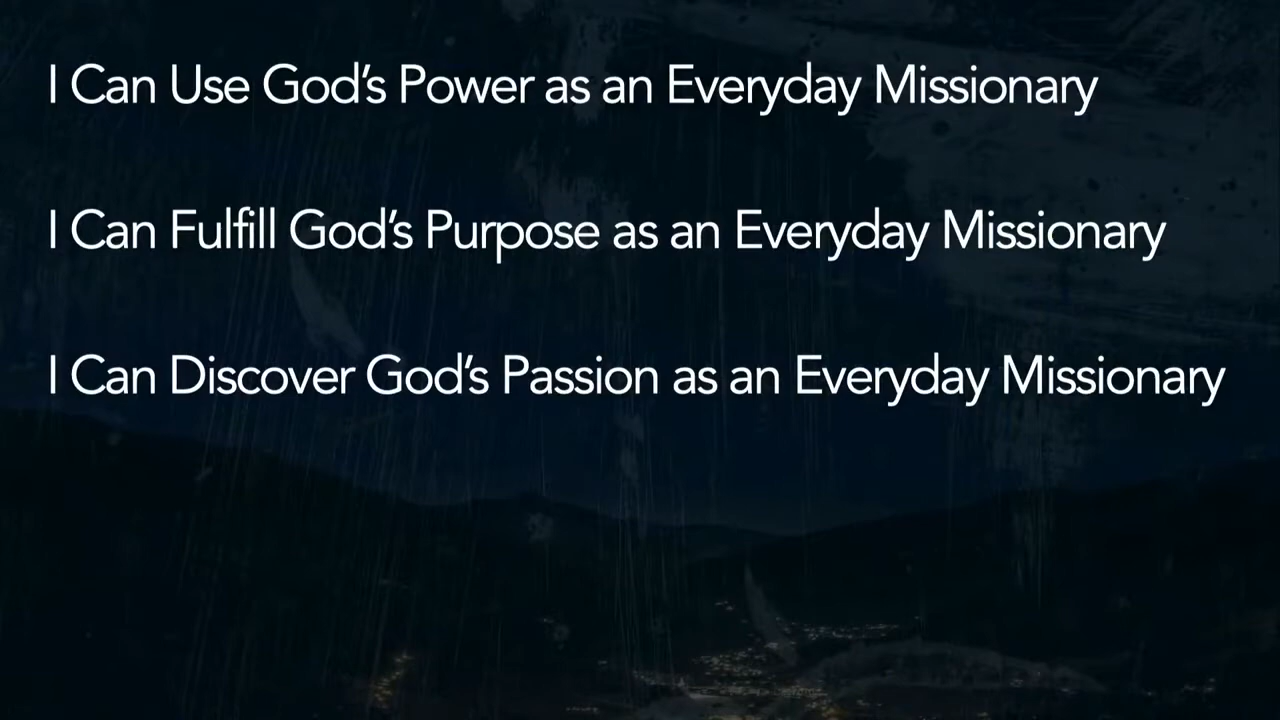 I Can Use God's Power as an Everyday Missionary
I Can Fulfill God's Purpose as an Everyday Missionary
I Can Discover God's Passion as an Everyday Missionary